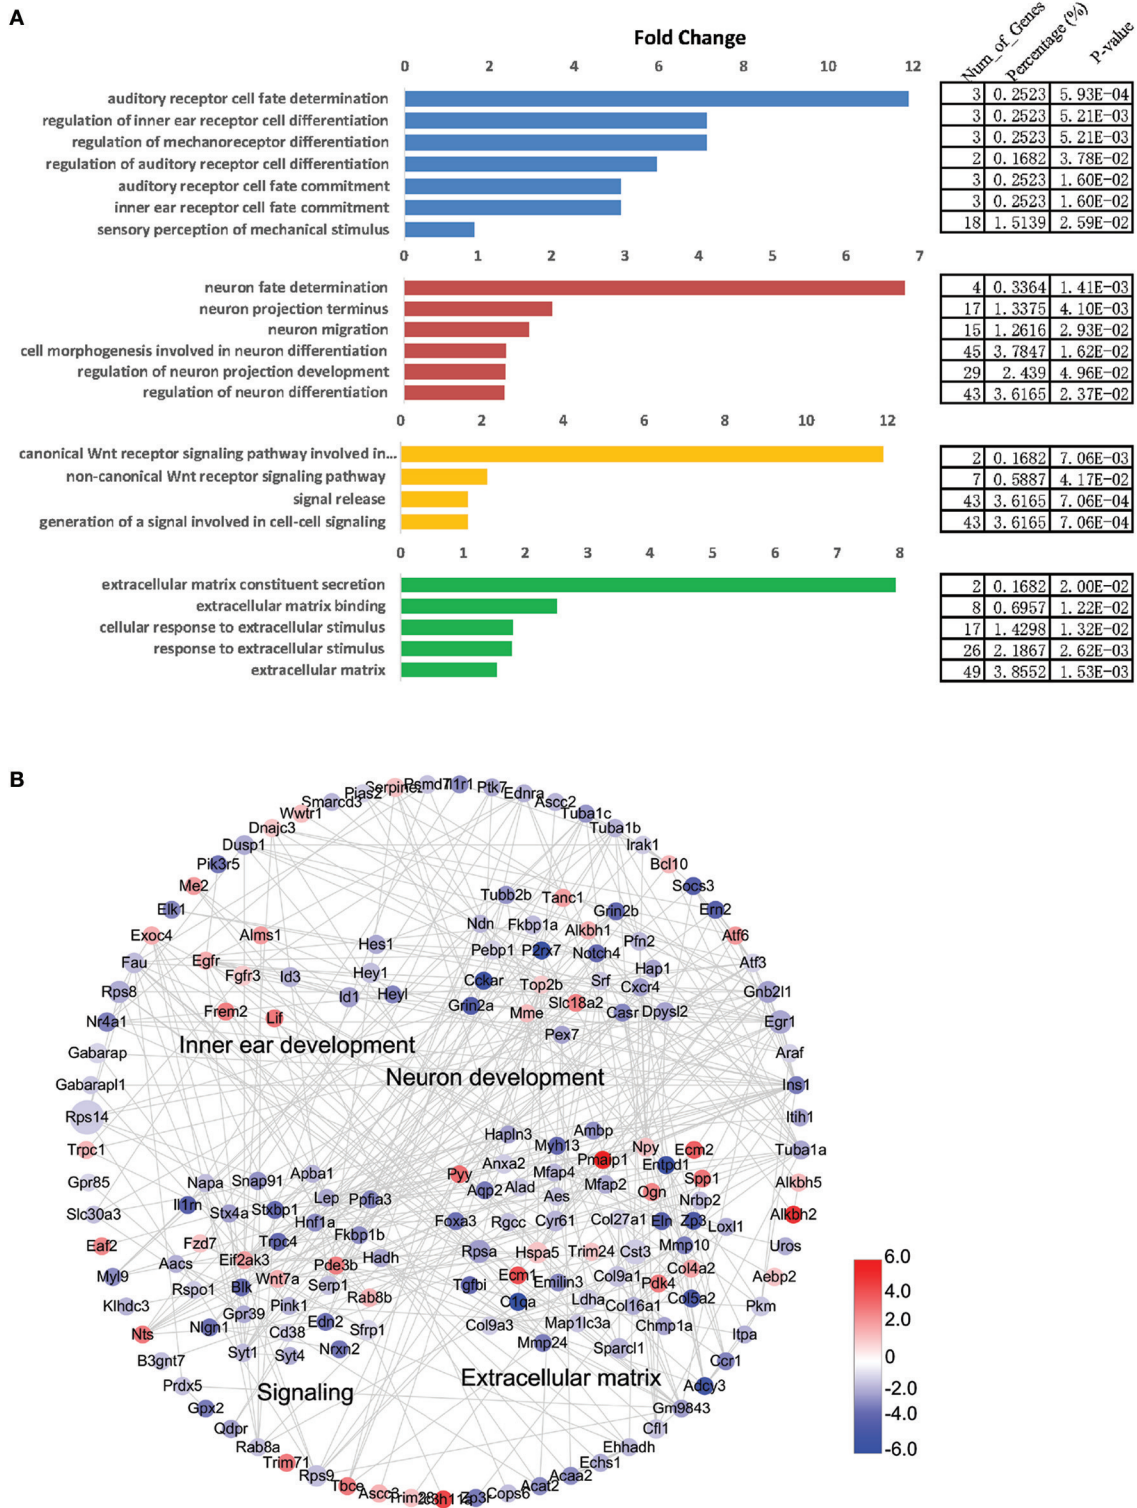 A
Fold Change
Num_of_Genes
Percentage (%)
P-value
0 2 4 6 8 10 12
auditory receptor cell fate determination 3 0.2523 5.93E-04
regulation of inner ear receptor cell differentiation 3 0.2523 5.21E-03
regulation of mechanoreceptor differentiation 3 0.2523 5.21E-03
regulation of auditory receptor cell differentiation 2 0.1682 3.78E-02
auditory receptor cell fate commitment 3 0.2523 1.60E-02
inner ear receptor cell fate commitment 3 0.2523 1.60E-02
sensory perception of mechanical stimulus 18 1.5139 2.59E-02
0 1 2 3 4 5 6 7
neuron fate determination 4 0.3364 1.41E-03
neuron projection terminus 17 1.3375 4.10E-03
neuron migration 15 1.2616 2.93E-02
cell morphogenesis involved in neuron differentiation 45 3.7847 1.62E-02
regulation of neuron projection development 29 2.439 4.96E-02
regulation of neuron differentiation 43 3.6165 2.37E-02
0 2 4 6 8 10 12
canonical Wnt receptor signaling pathway involved in... 2 0.1682 7.06E-03
non-canonical Wnt receptor signaling pathway 7 0.5887 4.17E-02
signal release 43 3.6165 7.06E-04
generation of a signal involved in cell-cell signaling 43 3.6165 7.06E-04
0 1 2 3 4 5 6 7 8
extracellular matrix constituent secretion 2 0.1682 2.00E-02
extracellular matrix binding 8 0.6957 1.22E-02
cellular response to extracellular stimulus 17 1.4298 1.32E-02
response to extracellular stimulus 26 2.1867 2.62E-03
extracellular matrix 49 3.8552 1.53E-03
B
Smarcd3 Pias2 Psmd7 Il1r1 Ptk7 Ednra Ascc2
Wwtr1 Tuba1c
Dnajc3 Tuba1b
Dusp1 Irak1
Pik3r5 Bcl10
Me2 Socs3
Elk1 Ern2
Exoc4 Atf6
Fau Atf3
Rps8 Gnb2l1
Nr4a1 Egr1
Gabarap Araf
Gabarapl1 Ins1
Rps14 Itih1
Trpc1 Tuba1a
Gpr85 Alkbh5
Slc30a3 Alkbh2
Eaf2 Uros
Myl9 Aebp2
Klhdc3 Pkm
Nts Itpa
B3gnt7 Ccr1
Prdx5 Adcy3
Gpx2 Gm9843
Qdpr Cfl1
Rab8a Ehhadh
Trim71 Echs1
Rps9 Acaa2
Tbce Ascc3 Zp3r Cops6 Acat2
Alms1 Hes1
Egfr Fgfr3 Id3 Hey1
Id1 Heyl
Frem2 Lif
Inner ear development
Tubb2b Tanc1
Grin2b
Ndn Fkbp1a Alkbh1
Pebp1 P2rx7 Notch4 Pfn2
Hap1
Cckar Top2b Srf Cxcr4
Grin2a Mme Slc18a2 Casr Dpysl2
Pex7
Neuron development
Hapln3 Ambp
Myh13 Npy Ecm2
Anxa2 Pmaip1 Entpd1
Pyy Mfap4 Spp1
Aqp2 Alad Mfap2 Ogn
Aes Nrbp2
Foxa3 Rgcc Cyr61 Col27a1 Eln Zp3 Loxl1
Rpsa Hspa5 Trim24 Cst3 Mmp10
Ecm1 Col9a1 Col4a2
Tgfbi Emilin3 Pdk4
C1qa Ldha Col16a1 Col5a2
Col9a3 Map1lc3a Chmp1a
Mmp24 Sparcl1
Extracellular matrix
Napa Snap91 Apba1
Il1rn Lep Ppfia3
Stx4a Stxbp1
Hnf1a
Fzd7 Trpc4 Fkbp1b
Aacs Eif2ak3 Pde3b Hadh
Rspo1 Blk Wnt7a Serp1
Rab8b
Gpr39 Pink1
Nlgn1 Edn2
Cd38 Sfrp1
Syt1 Syt4 Nrxn2
Signaling
6.0
4.0
2.0
0
-2.0
-4.0
-6.0